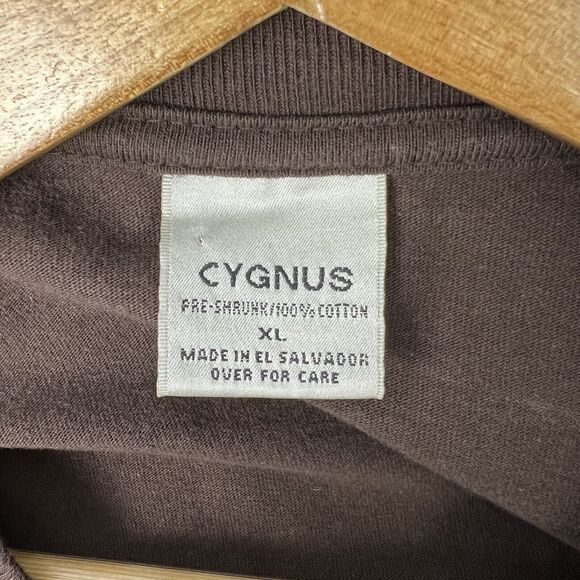 CYGNUS
PRE-SHRUNK/100% COTTON
XL
MADE IN EL SALVADOR
OVER FOR CARE